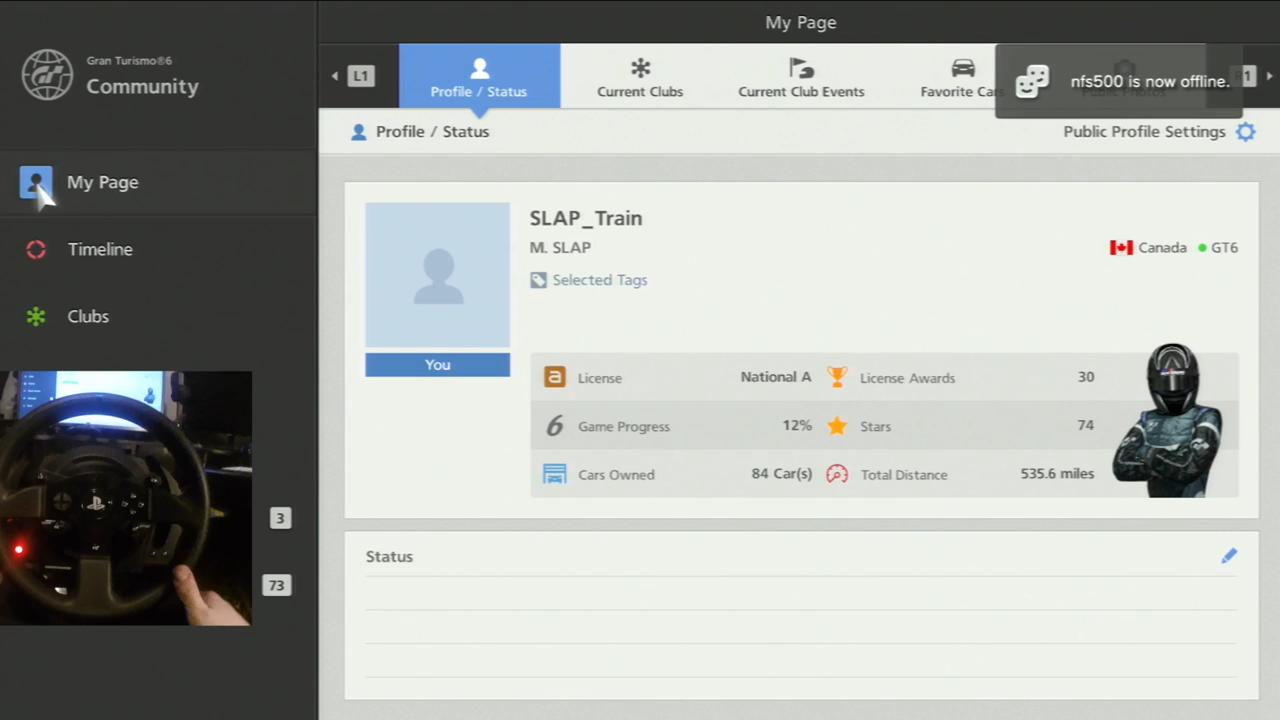 My Page
Gran Turismo®6
Community
L1
Profile / Status
Current Clubs
Current Club Events
Favorite Ca
nfs500 is now offline.
Profile / Status
Public Profile Settings
My Page
Timeline
Clubs
3
73
SLAP_Train
M. SLAP
Selected Tags
Canada
GT6
You
a License National A
License Awards 30
6 Game Progress 12%
Stars 74
Cars Owned 84 Car(s)
Total Distance 535.6 miles
Status